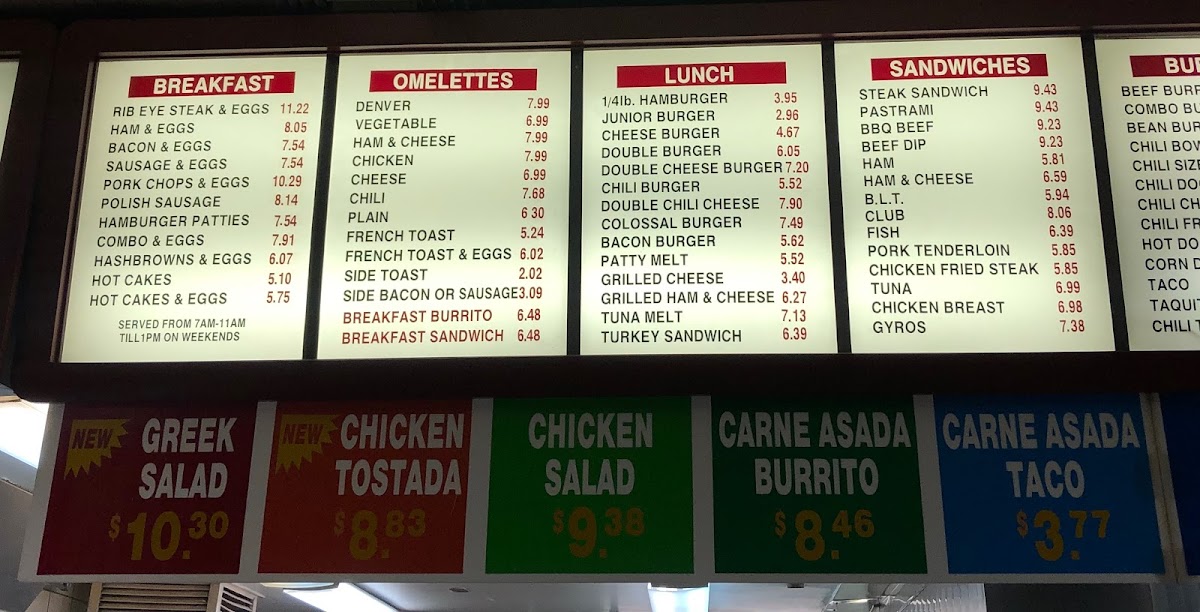 BREAKFAST
RIB EYE STEAK & EGGS 11.22
HAM & EGGS 8.05
BACON & EGGS 7.54
SAUSAGE & EGGS 7.54
PORK CHOPS & EGGS 10.29
POLISH SAUSAGE 8.14
HAMBURGER PATTIES 7.54
COMBO & EGGS 7.91
HASHBROWNS & EGGS 6.07
HOT CAKES 5.10
HOT CAKES & EGGS 5.75
SERVED FROM 7AM-11AM
TILL1PM ON WEEKENDS
OMELETTES
DENVER 7.99
VEGETABLE 6.99
HAM & CHEESE 7.99
CHICKEN 7.99
CHEESE 6.99
CHILI 7.68
PLAIN 6 30
FRENCH TOAST 5.24
FRENCH TOAST & EGGS 6.02
SIDE TOAST 2.02
SIDE BACON OR SAUSAGE 3.09
BREAKFAST BURRITO 6.48
BREAKFAST SANDWICH 6.48
LUNCH
1/4lb. HAMBURGER 3.95
JUNIOR BURGER 2.96
CHEESE BURGER 4.67
DOUBLE BURGER 6.05
DOUBLE CHEESE BURGER 7.20
CHILI BURGER 5.52
DOUBLE CHILI CHEESE 7.90
COLOSSAL BURGER 7.49
BACON BURGER 5.62
PATTY MELT 5.52
GRILLED CHEESE 3.40
GRILLED HAM & CHEESE 6.27
TUNA MELT 7.13
TURKEY SANDWICH 6.39
SANDWICHES
STEAK SANDWICH 9.43
PASTRAMI 9.43
BBQ BEEF 9.23
BEEF DIP 9.23
HAM 5.81
HAM & CHEESE 6.59
B.L.T. 5.94
CLUB 8.06
FISH 6.39
PORK TENDERLOIN 5.85
CHICKEN FRIED STEAK 5.85
TUNA 6.99
CHICKEN BREAST 6.98
GYROS 7.38
BEEF
COMBO
BEAN
CHILI
CHILI
CHILI
CHILI
CHILI
HOT
CORN
TACO
CHILI
NEW
GREEK
SALAD
$10.30
NEW
CHICKEN
TOSTADA
$8.83
CHICKEN
SALAD
$9.38
CARNE ASADA
BURRITO
$8.46
CARNE ASADA
TACO
$3.77